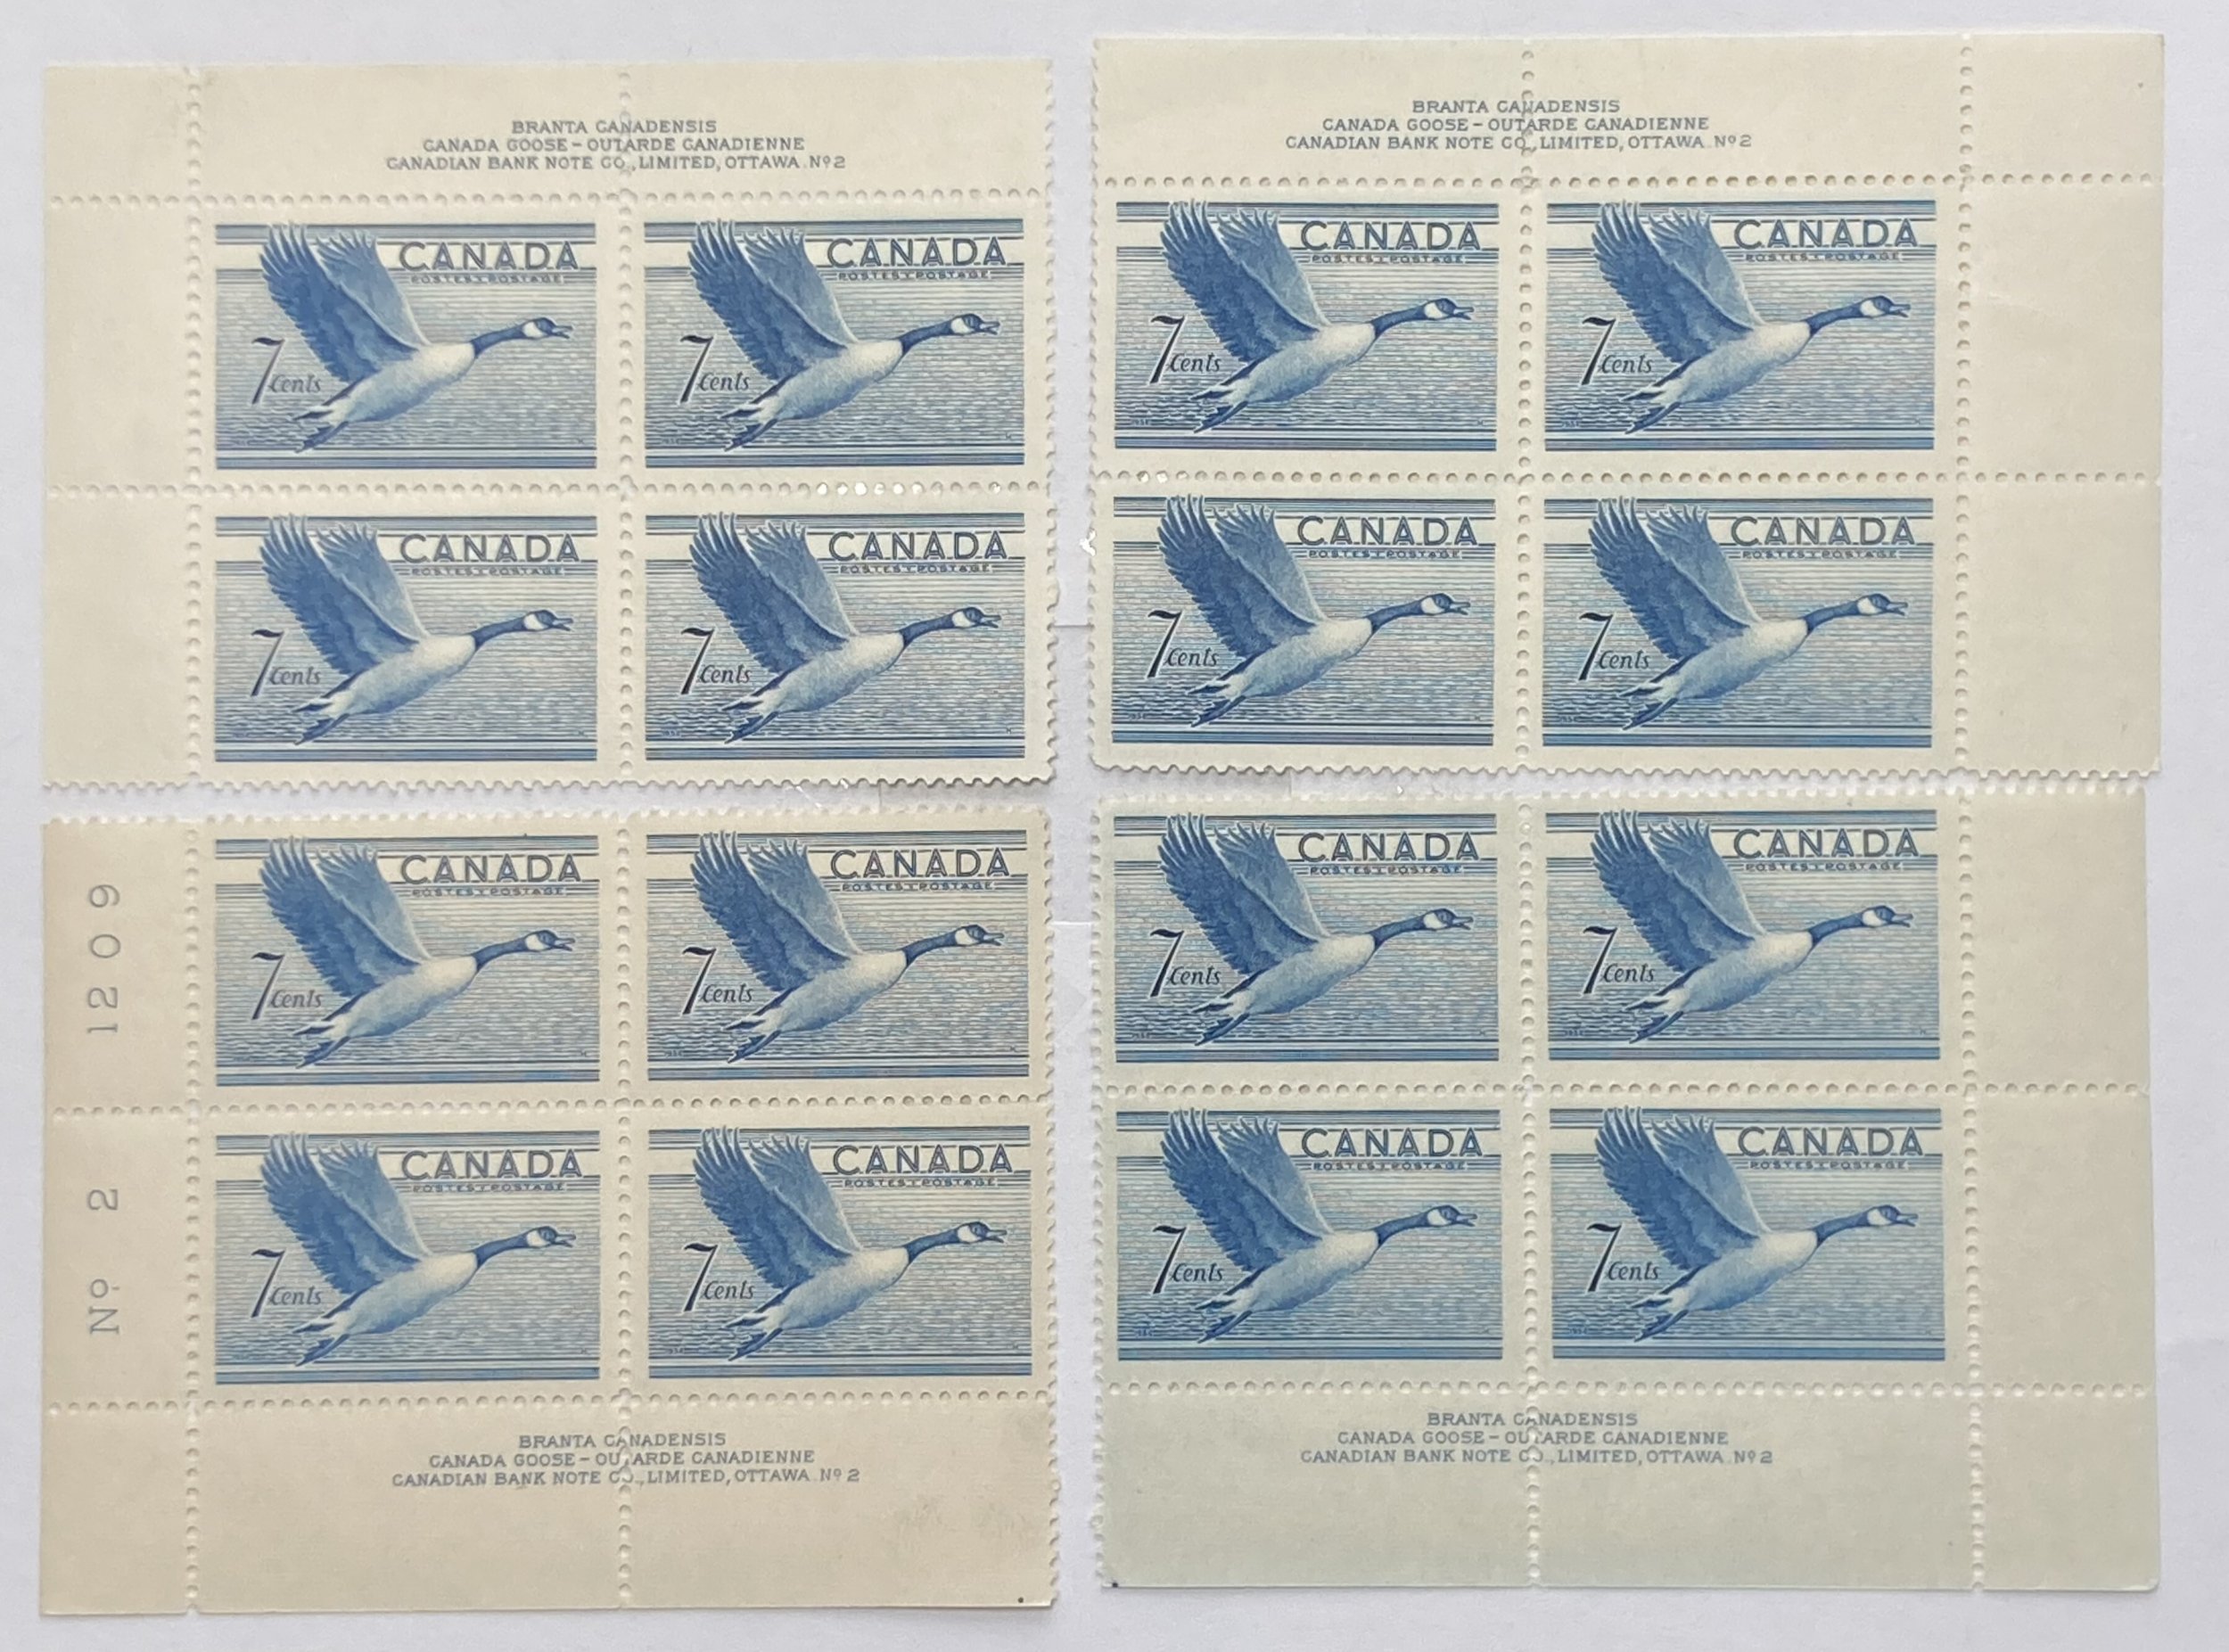 BRANTA CANADENSIS
CANADA GOOSE - OUTARDE CANADIENNE
CANADIAN BANK NOTE CO., LIMITED, OTTAWA. Nº 2
CANADA
POSTES POSTAGE
7 Cents
CANADA
POSTES POSTAGE
7 Cents
CANADA
POSTES POSTAGE
7 Cents
CANADA
POSTES POSTAGE
7 Cents
BRANTA CANADENSIS
CANADA GOOSE - OUTARDE CANADIENNE
CANADIAN BANK NOTE CO., LIMITED, OTTAWA. Nº 2
CANADA
POSTES POSTAGE
7 Cents
CANADA
POSTES POSTAGE
7 Cents
CANADA
POSTES POSTAGE
7 Cents
CANADA
POSTES POSTAGE
7 Cents
Nº 2 1209
CANADA
POSTES POSTAGE
7 Cents
CANADA
POSTES POSTAGE
7 Cents
CANADA
POSTES POSTAGE
7 Cents
CANADA
POSTES POSTAGE
7 Cents
BRANTA CANADENSIS
CANADA GOOSE - OUTARDE CANADIENNE
CANADIAN BANK NOTE CO., LIMITED, OTTAWA. Nº 2
CANADA
POSTES POSTAGE
7 Cents
CANADA
POSTES POSTAGE
7 Cents
CANADA
POSTES POSTAGE
7 Cents
CANADA
POSTES POSTAGE
7 Cents
BRANTA CANADENSIS
CANADA GOOSE - OUTARDE CANADIENNE
CANADIAN BANK NOTE CO., LIMITED, OTTAWA. Nº 2